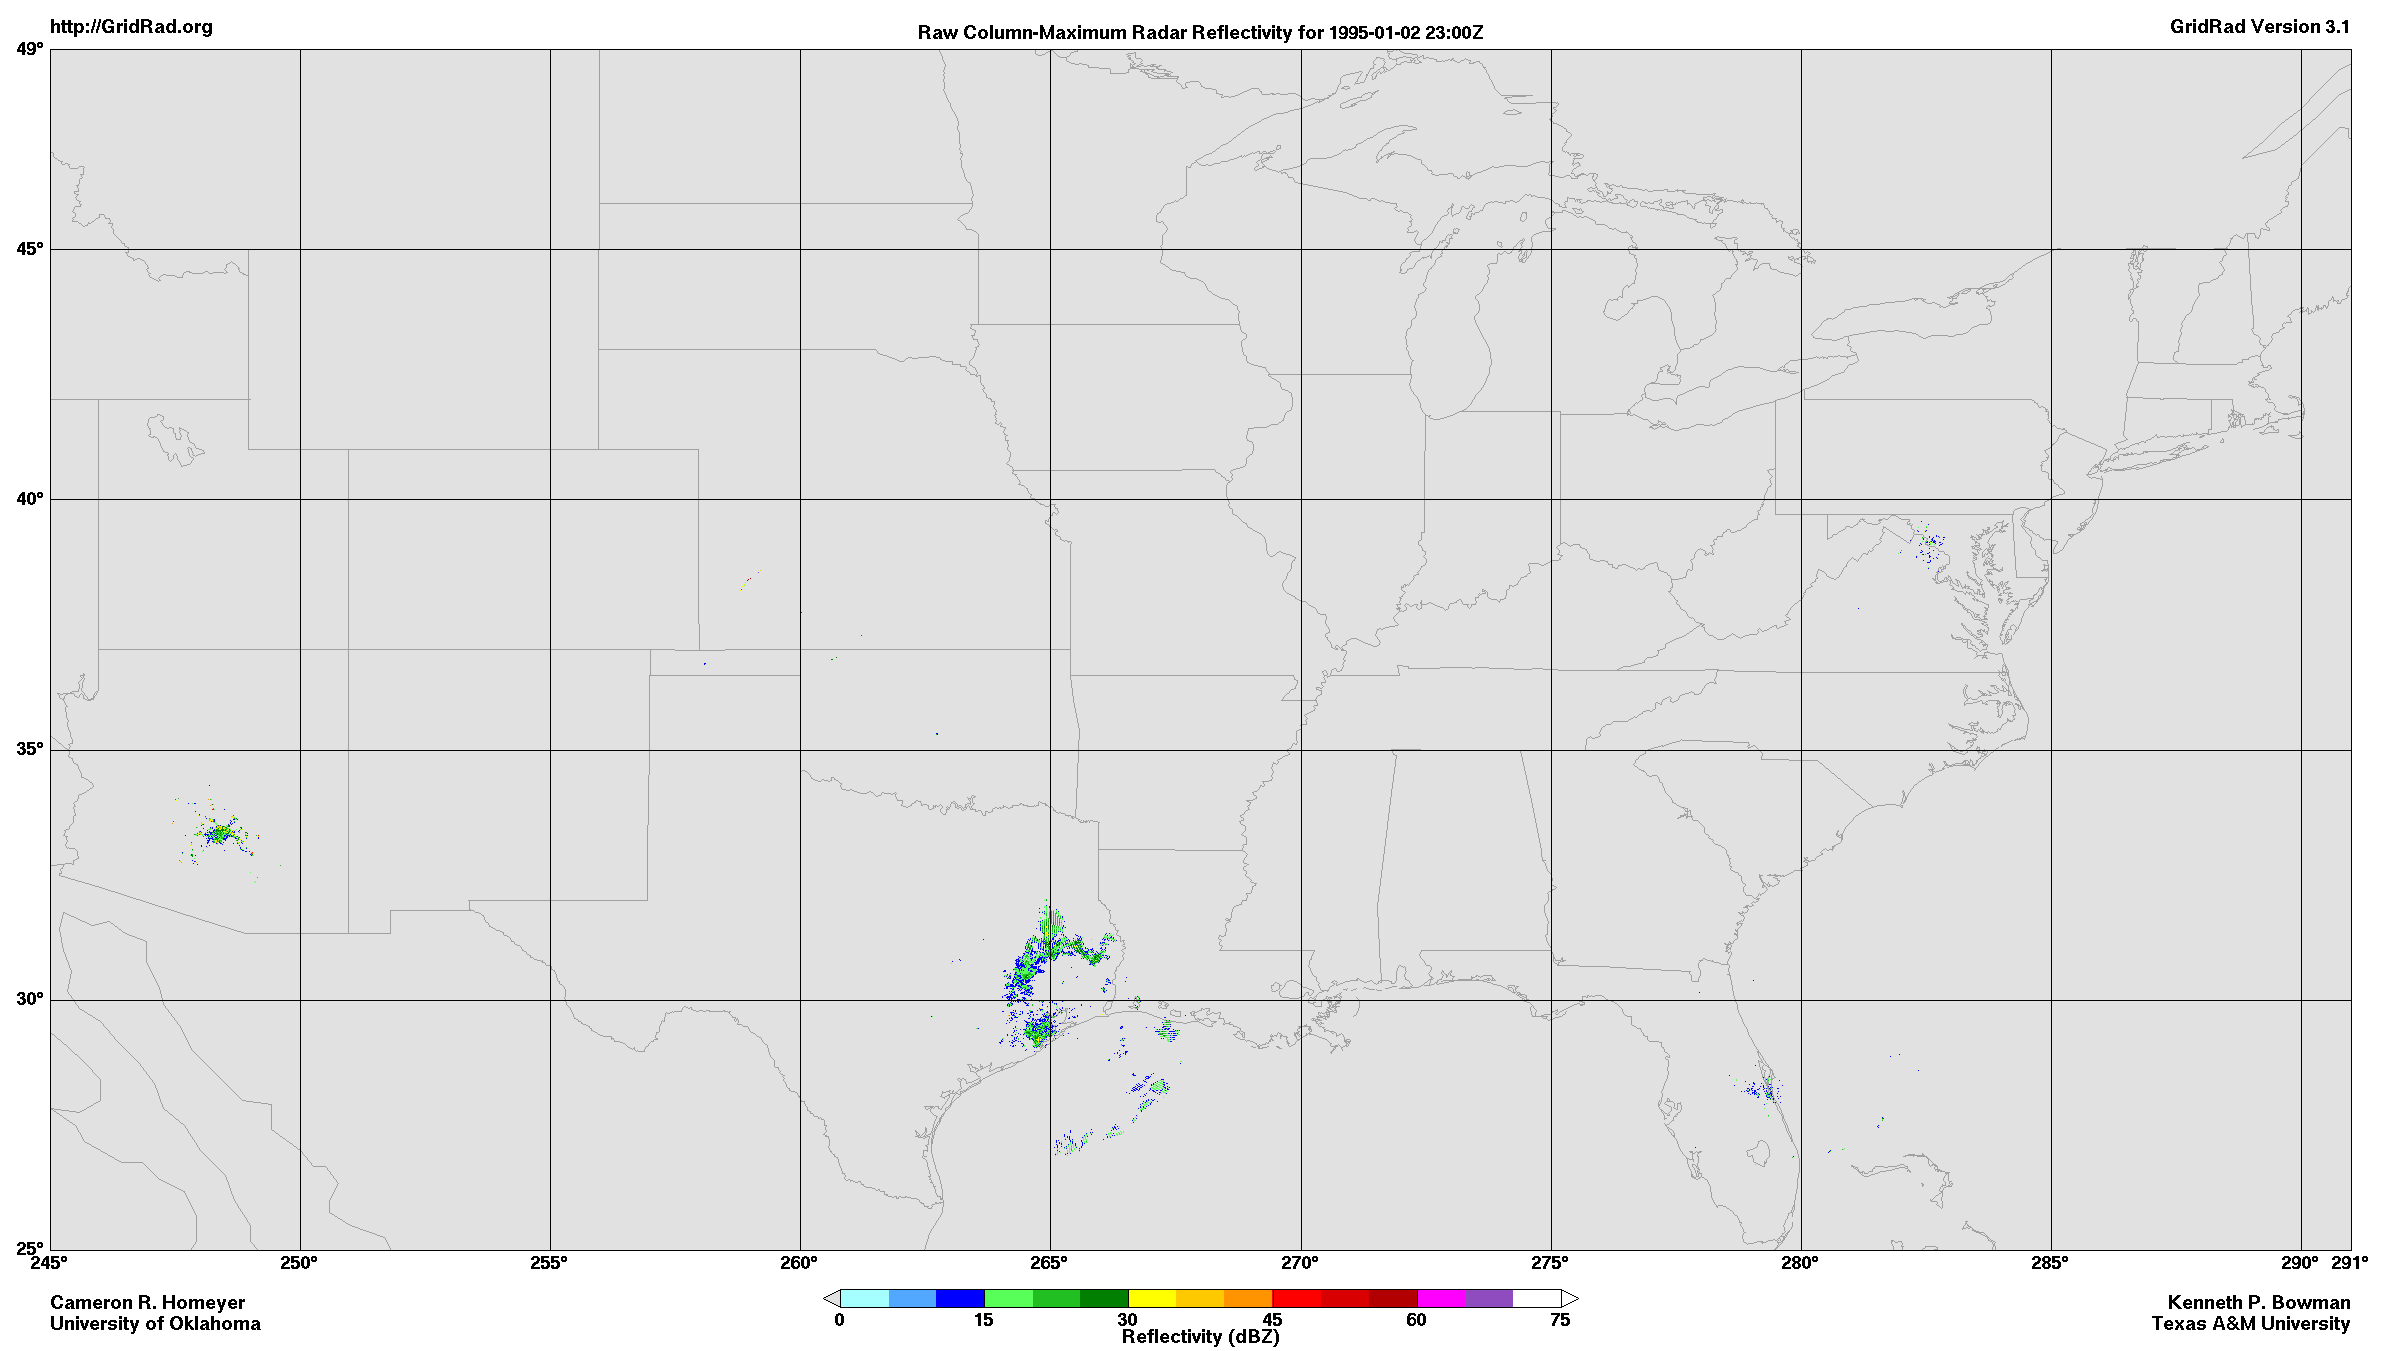 http://GridRad.org
Raw Column-Maximum Radar Reflectivity for 1995-01-02 23:00Z
GridRad Version 3.1
49°
45°
40°
35°
30°
25°
245° 250° 255° 260° 265° 270° 275° 280° 285° 290° 291°
Cameron R. Homeyer
University of Oklahoma
0 15 30 45 60 75
Reflectivity (dBZ)
Kenneth P. Bowman
Texas A&M University